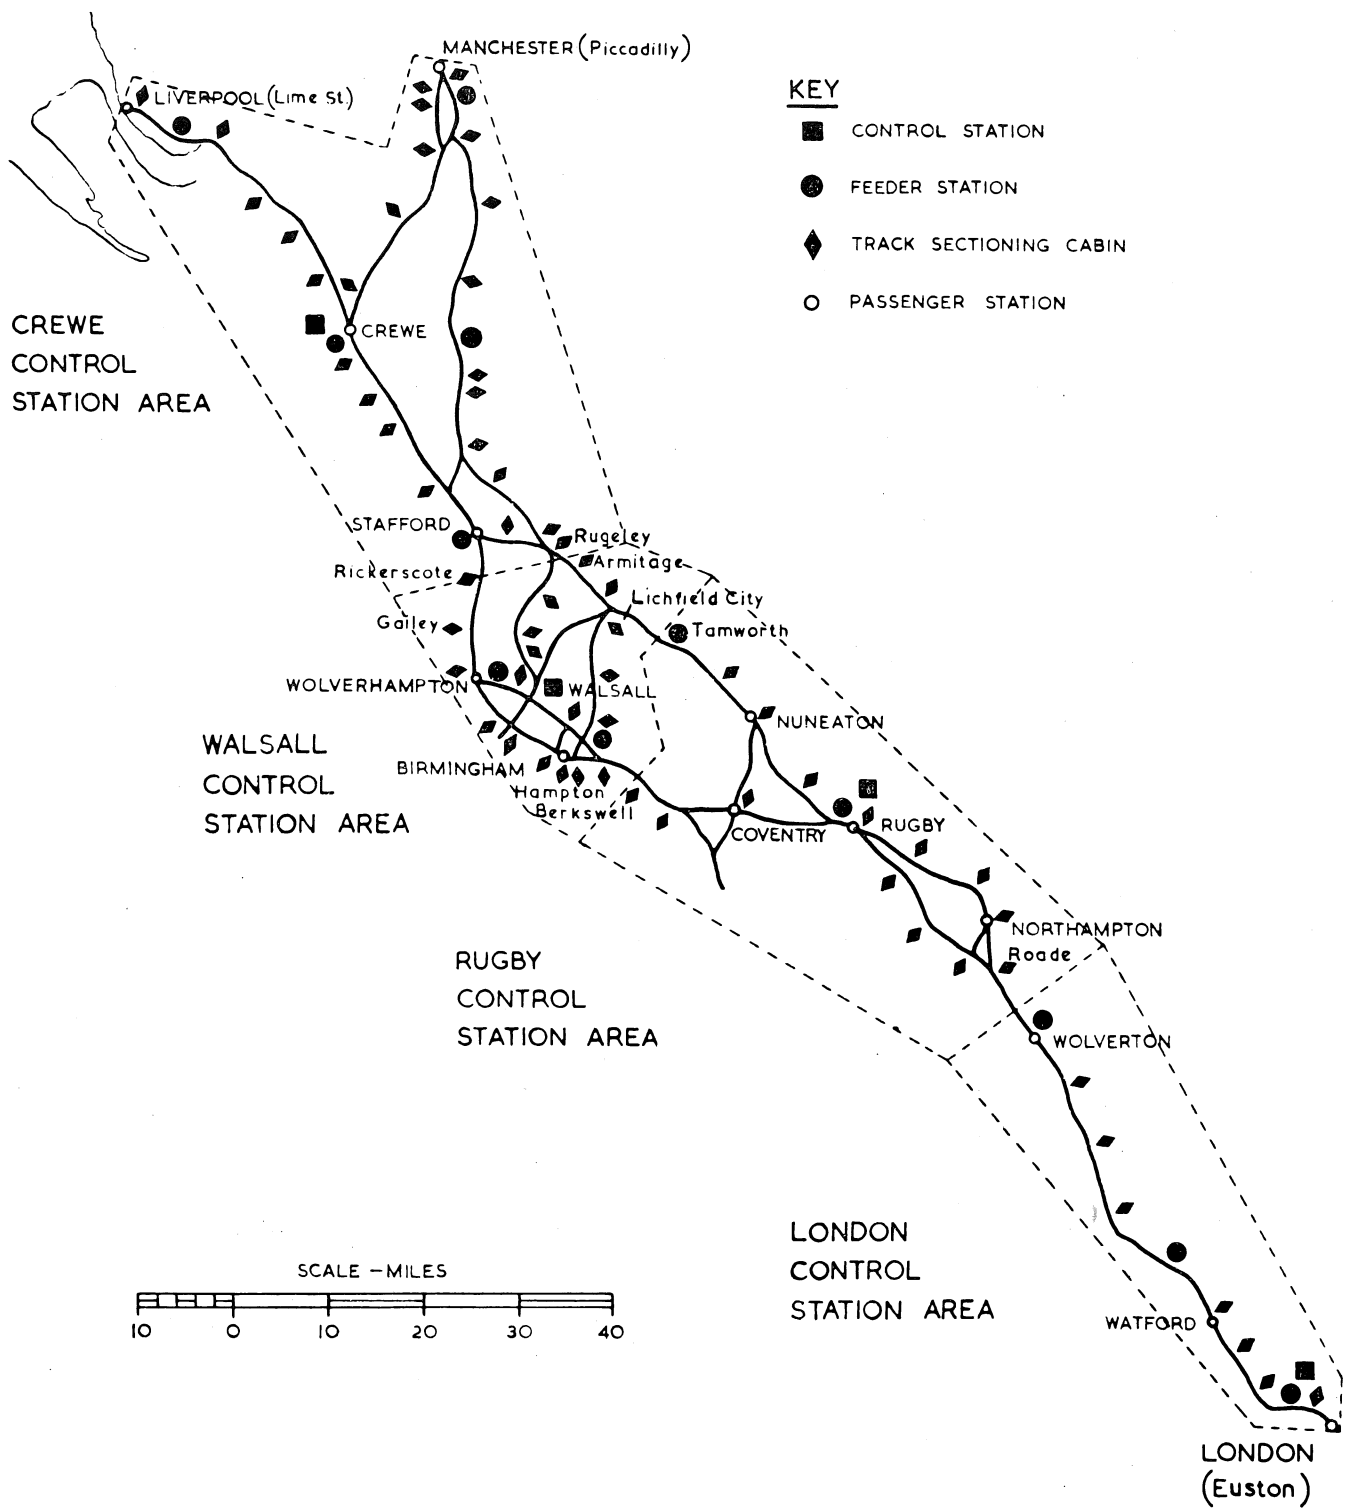 MANCHESTER (Piccadilly)
LIVERPOOL (Lime St.)
KEY
CONTROL STATION
FEEDER STATION
TRACK SECTIONING CABIN
PASSENGER STATION
CREWE
CONTROL
STATION AREA
CREWE
STAFFORD
Rugeley
Armitage
Rickerscote
Lichfield City
Gailey
Tamworth
WOLVERHAMPTON
WALSALL
NUNEATON
WALSALL
CONTROL
STATION AREA
BIRMINGHAM
Hampton
Berkswell
COVENTRY
RUGBY
NORTHAMPTON
Roade
RUGBY
CONTROL
STATION AREA
WOLVERTON
LONDON
CONTROL
STATION AREA
SCALE - MILES
10 0 10 20 30 40
WATFORD
LONDON
(Euston)